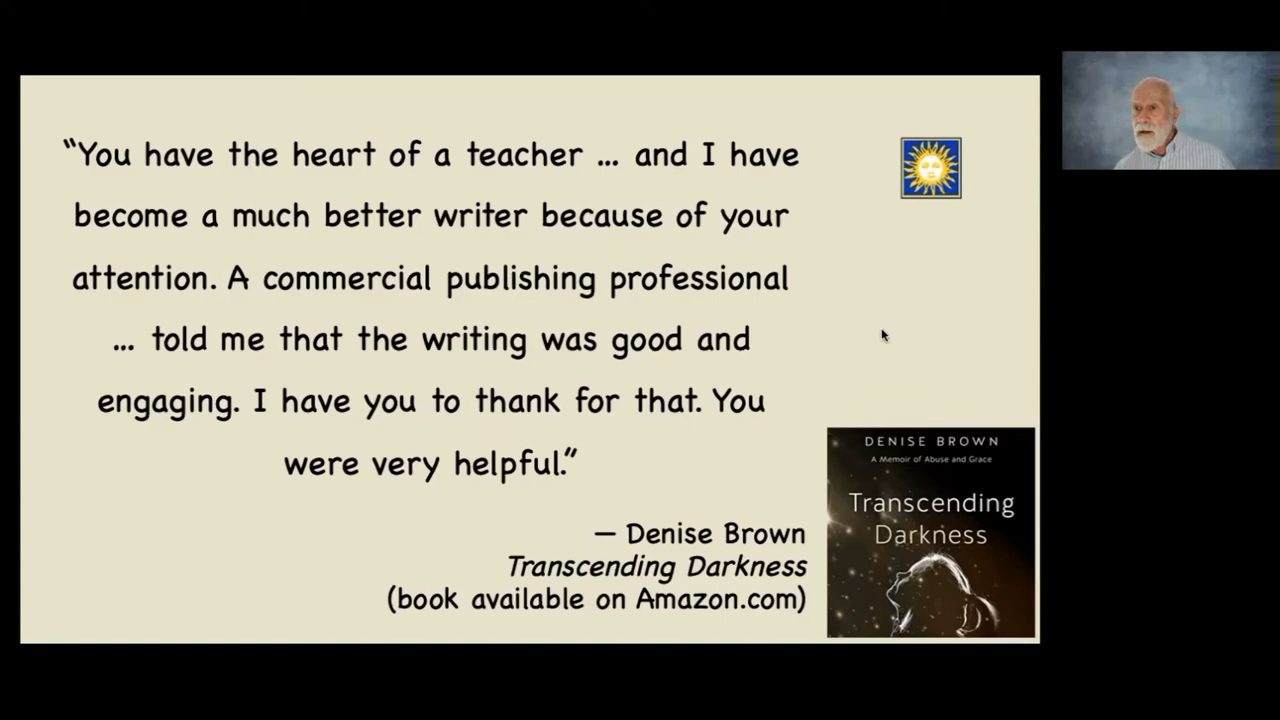 “You have the heart of a teacher ... and I have
become a much better writer because of your
attention. A commercial publishing professional
... told me that the writing was good and
engaging. I have you to thank for that. You
were very helpful.”
— Denise Brown
Transcending Darkness
(book available on Amazon.com)
DENISE BROWN
A Memoir of Abuse and Grace
Transcending
Darkness